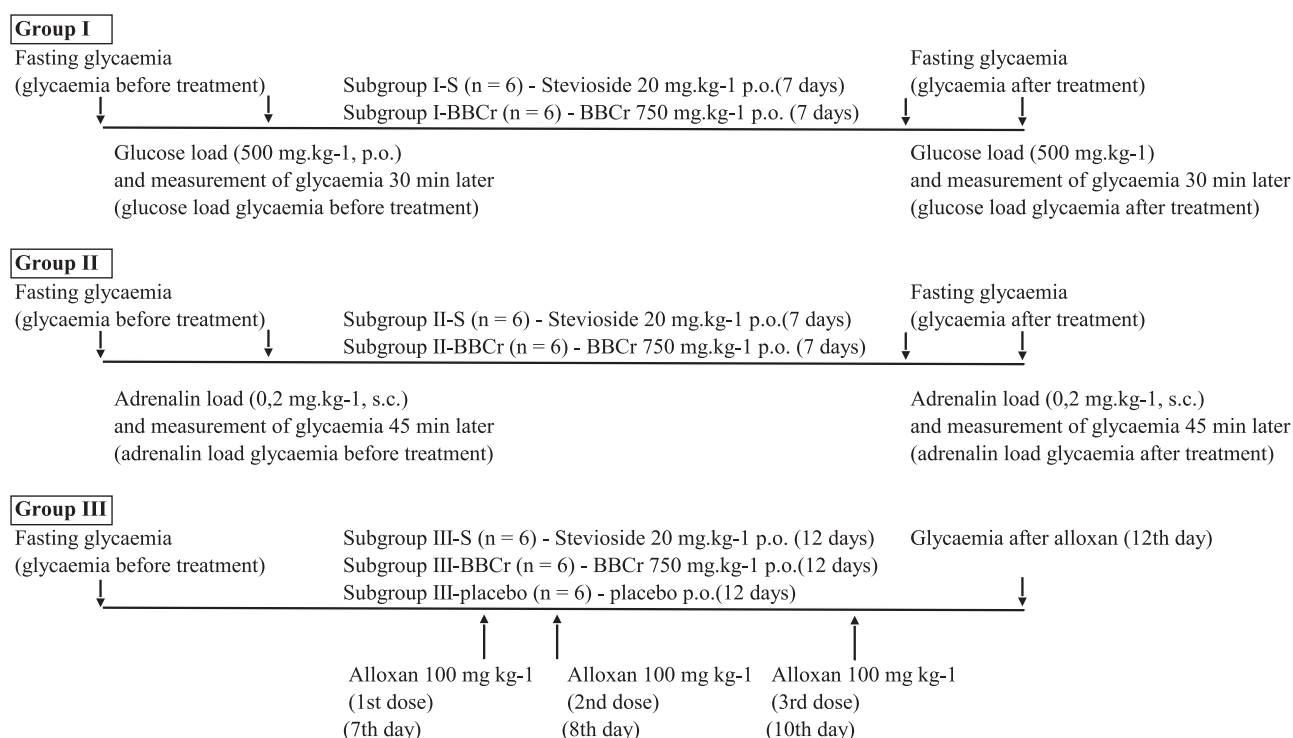 Group I
Fasting glycaemia
(glycaemia before treatment)
Subgroup I-S (n = 6) - Stevioside 20 mg.kg-1 p.o.(7 days)
Subgroup I-BBCr (n = 6) - BBCr 750 mg.kg-1 p.o. (7 days)
Fasting glycaemia
(glycaemia after treatment)
Glucose load (500 mg.kg-1, p.o.)
and measurement of glycaemia 30 min later
(glucose load glycaemia before treatment)
Glucose load (500 mg.kg-1)
and measurement of glycaemia 30 min later
(glucose load glycaemia after treatment)
Group II
Fasting glycaemia
(glycaemia before treatment)
Subgroup II-S (n = 6) - Stevioside 20 mg.kg-1 p.o.(7 days)
Subgroup II-BBCr (n = 6) - BBCr 750 mg.kg-1 p.o. (7 days)
Fasting glycaemia
(glycaemia after treatment)
Adrenalin load (0,2 mg.kg-1, s.c.)
and measurement of glycaemia 45 min later
(adrenalin load glycaemia before treatment)
Adrenalin load (0,2 mg.kg-1, s.c.)
and measurement of glycaemia 45 min later
(adrenalin load glycaemia after treatment)
Group III
Fasting glycaemia
(glycaemia before treatment)
Subgroup III-S (n = 6) - Stevioside 20 mg.kg-1 p.o. (12 days)
Subgroup III-BBCr (n = 6) - BBCr 750 mg.kg-1 p.o.(12 days)
Subgroup III-placebo (n = 6) - placebo p.o.(12 days)
Glycaemia after alloxan (12th day)
Alloxan 100 mg kg-1
(1st dose)
(7th day)
Alloxan 100 mg kg-1
(2nd dose)
(8th day)
Alloxan 100 mg kg-1
(3rd dose)
(10th day)